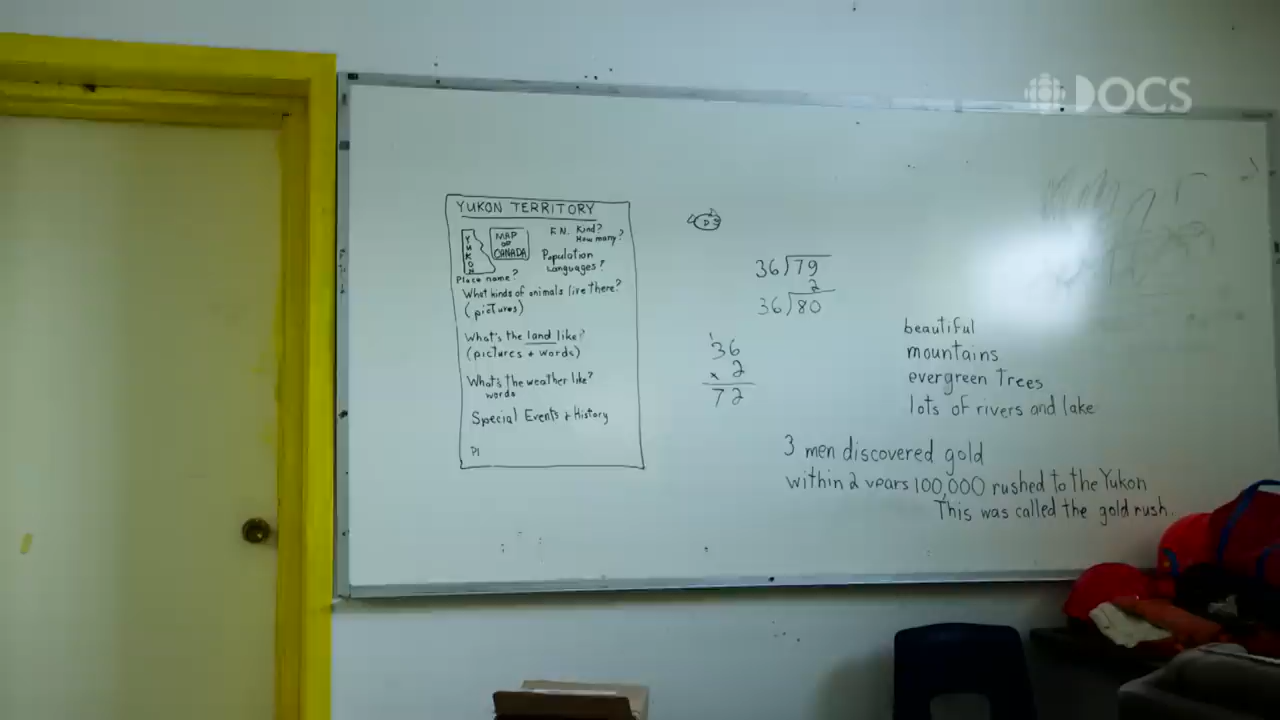 DOCS
YUKON TERRITORY
YUKON
MAP
OF
CANADA
F.N. Kind?
How many?
Population
Languages?
Place name?
What kinds of animals live there?
(pictures)
What's the land like?
(pictures + words)
What's the weather like?
words
Special Events + History
Pl
36)79
2
36)80
1
36
x 2
72
beautiful
mountains
evergreen Trees
lots of rivers and lake
3 men discovered gold
within 2 years 100,000 rushed to the Yukon
This was called the gold rush.